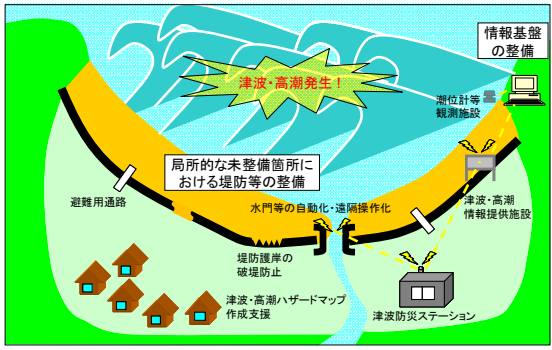 情報基盤
の整備
津波・高潮発生！
潮位計等
観測施設
局所的な未整備箇所に
おける堤防等の整備
避難用通路
水門等の自動化・遠隔操作化
津波・高潮
情報提供施設
堤防護岸の
破堤防止
津波・高潮ハザードマップ
作成支援
津波防災ステーション